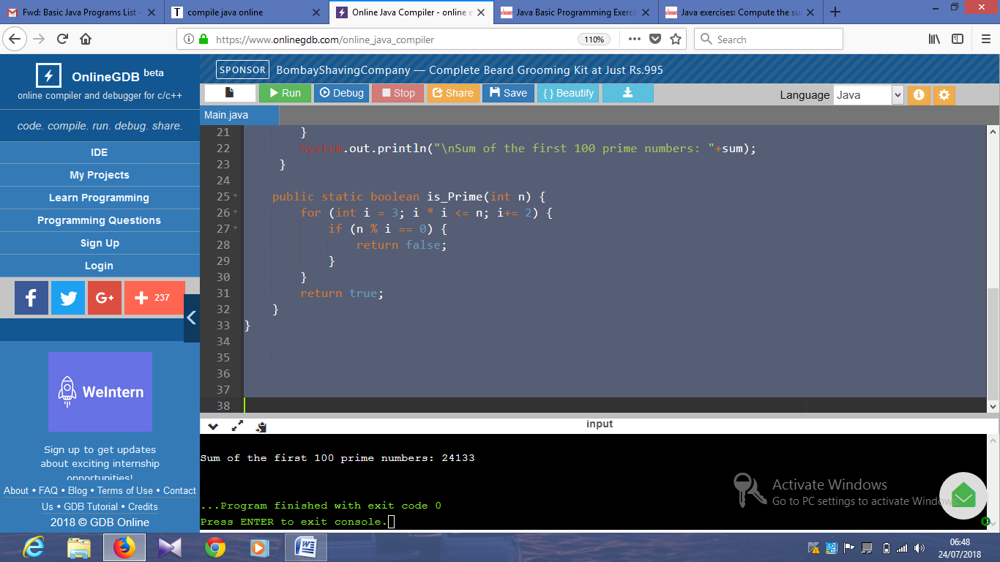 Fwd: Basic Java Programs List -
compile java online
Online Java Compiler - online e
Java Basic Programming Exerci
Java exercises: Compute the su
https://www.onlinegdb.com/online_java_compiler
110%
Search
OnlineGDB beta
online compiler and debugger for c/c++
code. compile. run. debug. share.
IDE
My Projects
Learn Programming
Programming Questions
Sign Up
Login
237
WeIntern
Sign up to get updates
about exciting internship
opportunities!
About • FAQ • Blog • Terms of Use • Contact
Us • GDB Tutorial • Credits
2018 © GDB Online
SPONSOR BombayShavingCompany — Complete Beard Grooming Kit at Just Rs.995
Run Debug Stop Share Save { } Beautify
Language Java
Main.java
21 }
22 System.out.println("\nSum of the first 100 prime numbers: "+sum);
23 }
24
25 public static boolean is_Prime(int n) {
26 for (int i = 3; i * i <= n; i+= 2) {
27 if (n % i == 0) {
28 return false;
29 }
30 }
31 return true;
32 }
33 }
34
35
36
37
38
input
Sum of the first 100 prime numbers: 24133
...Program finished with exit code 0
Press ENTER to exit console.
Activate Windows
Go to PC settings to activate Windows.
06:48
24/07/2018